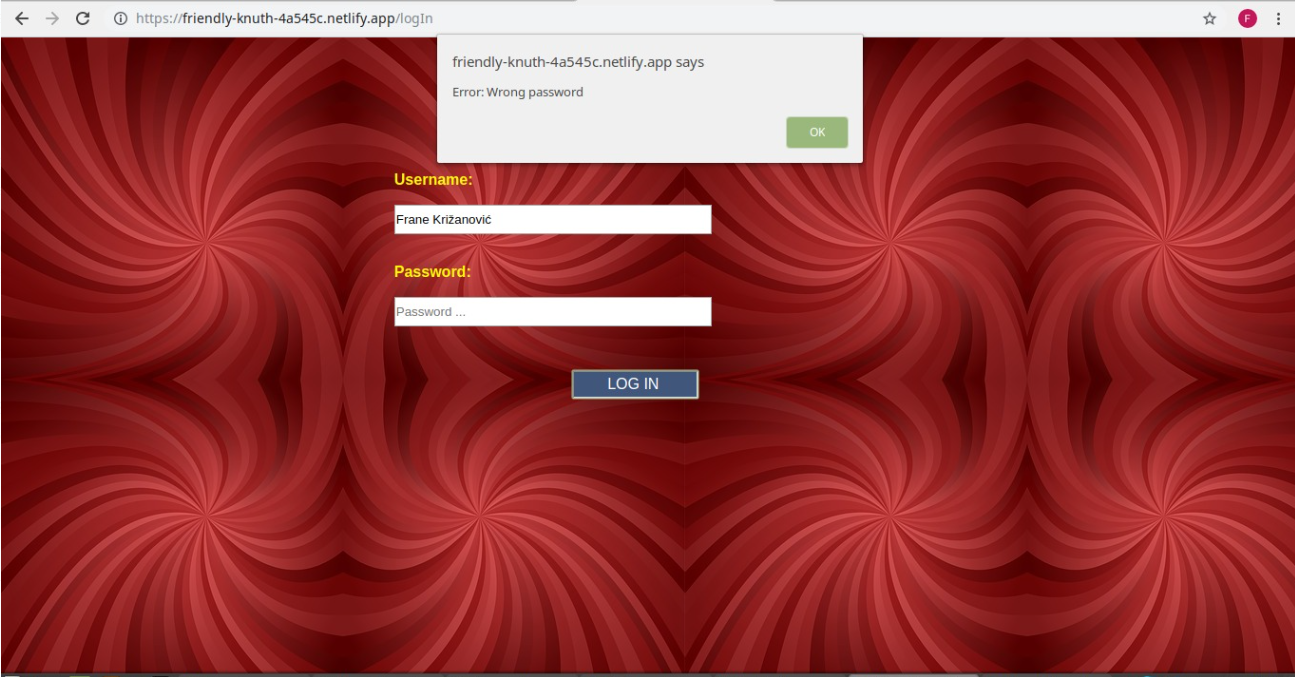 https://friendly-knuth-4a545c.netlify.app/logIn
F
friendly-knuth-4a545c.netlify.app says
Error: Wrong password
OK
Username:
Frane Križanović
Password:
Password ...
LOG IN